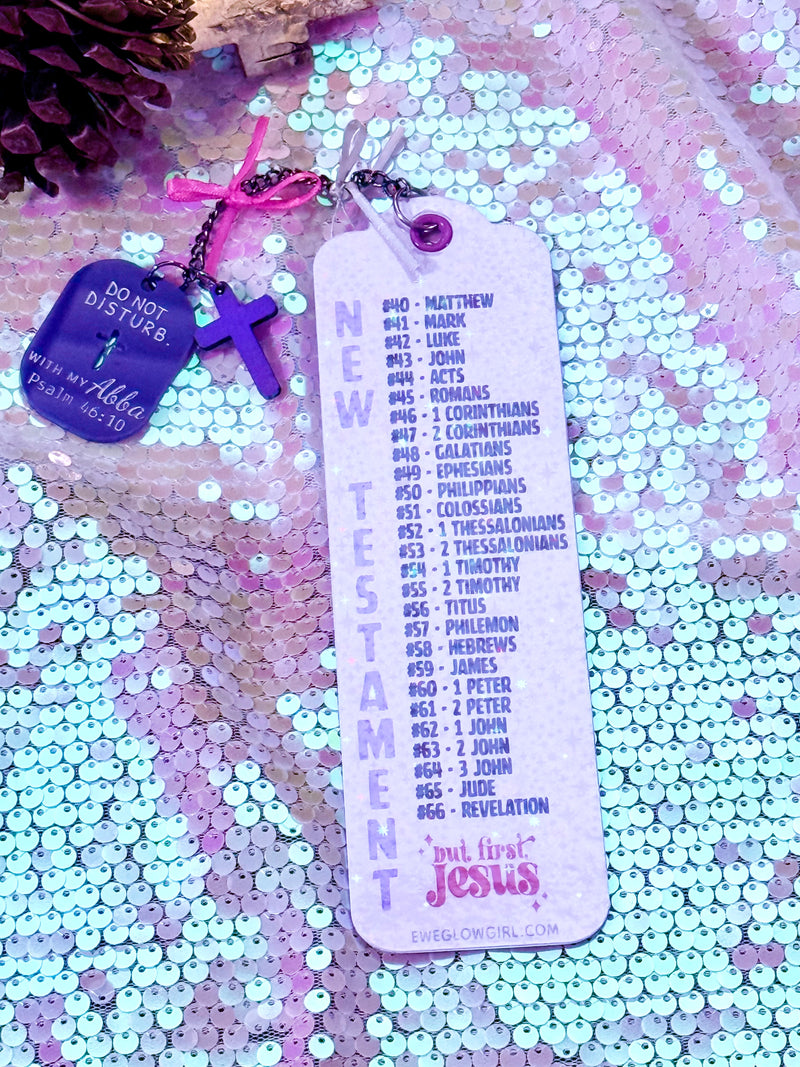 DO NOT
DISTURB.
WITH MY Abba
Psalm 46:10
NEW TESTAMENT
#40 - MATTHEW
#41 - MARK
#42 - LUKE
#43 - JOHN
#44 - ACTS
#45 - ROMANS
#46 - 1 CORINTHIANS
#47 - 2 CORINTHIANS
#48 - GALATIANS
#49 - EPHESIANS
#50 - PHILIPPIANS
#51 - COLOSSIANS
#52 - 1 THESSALONIANS
#53 - 2 THESSALONIANS
#54 - 1 TIMOTHY
#55 - 2 TIMOTHY
#56 - TITUS
#57 - PHILEMON
#58 - HEBREWS
#59 - JAMES
#60 - 1 PETER
#61 - 2 PETER
#62 - 1 JOHN
#63 - 2 JOHN
#64 - 3 JOHN
#65 - JUDE
#66 - REVELATION
but first,
Jesus
EWEGLOWGIRL.COM